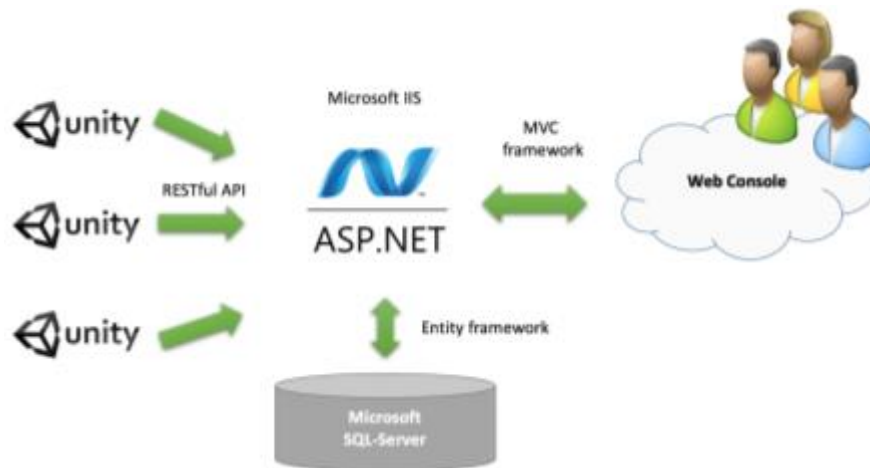 Microsoft IIS
unity
RESTful API
unity
unity
ASP.NET
MVC
framework
Web Console
Entity framework
Microsoft
SQL-Server